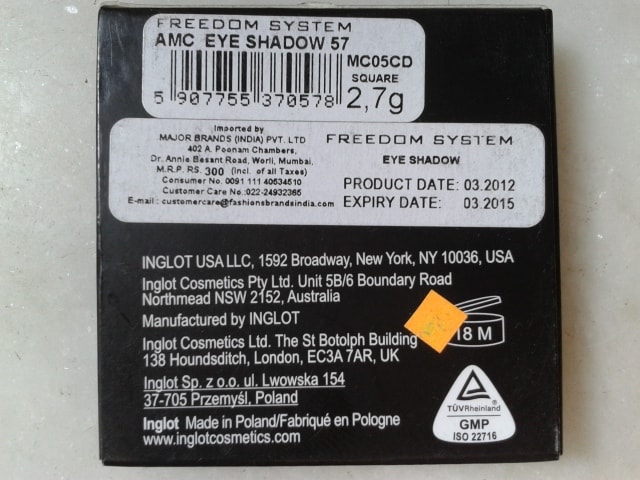 FREEDOM SYSTEM
AMC EYE SHADOW 57
MC05CD
SQUARE
5 907755 370578
2,7g
Imported by
MAJOR BRANDS (INDIA) PVT. LTD
402 A. Poonam Chambers,
Dr. Annie Besant Road, Worli, Mumbai.
M.R.P. RS. 300 (Incl. of all Taxes)
Consumer No. 0091 111 40634610
Customer Care No.:022-24932365
E-mail : customercare@fashionsbrandsindia.com
FREEDOM SYSTEM
EYE SHADOW
PRODUCT DATE: 03.2012
EXPIRY DATE: 03.2015
INGLOT USA LLC, 1592 Broadway, New York, NY 10036, USA
Inglot Cosmetics Pty Ltd. Unit 5B/6 Boundary Road
Northmead NSW 2152, Australia
Manufactured by INGLOT
Inglot Cosmetics Ltd. The St Botolph Building
138 Houndsditch, London, EC3A 7AR, UK
Inglot Sp. z o.o. ul. Lwowska 154
37-705 Przemyśl, Poland
Inglot Made in Poland/Fabriqué en Pologne
www.inglotcosmetics.com
18 M
TÜVRheinland
®
GMP
ISO 22716